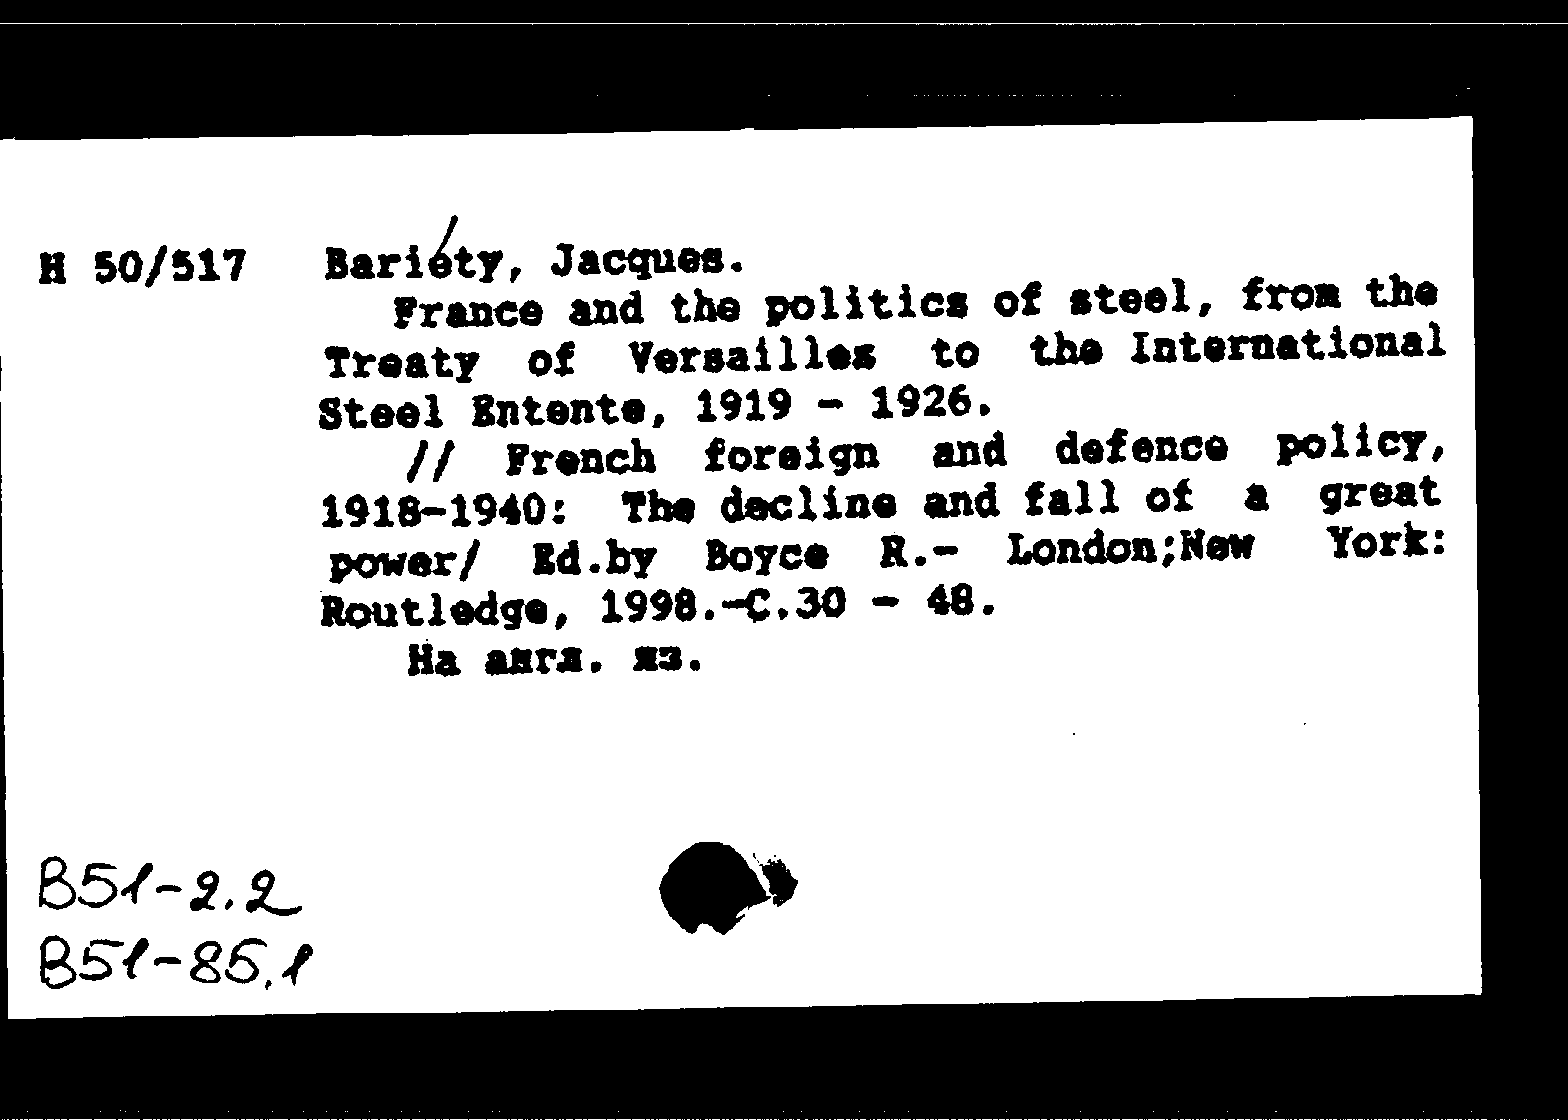 Н 50/517 Bariéty, Jacques.
France and the politics of steel, from the
Treaty of Versailles to the International
Steel Entente, 1919 - 1926.
// French foreign and defence policy,
1918-1940: The decline and fall of a great
power/ Ed.by Boyce R.- London;New York:
Routledge, 1998.-С.30 - 48.
На англ. яз.
В51-2.2
В51-85.1